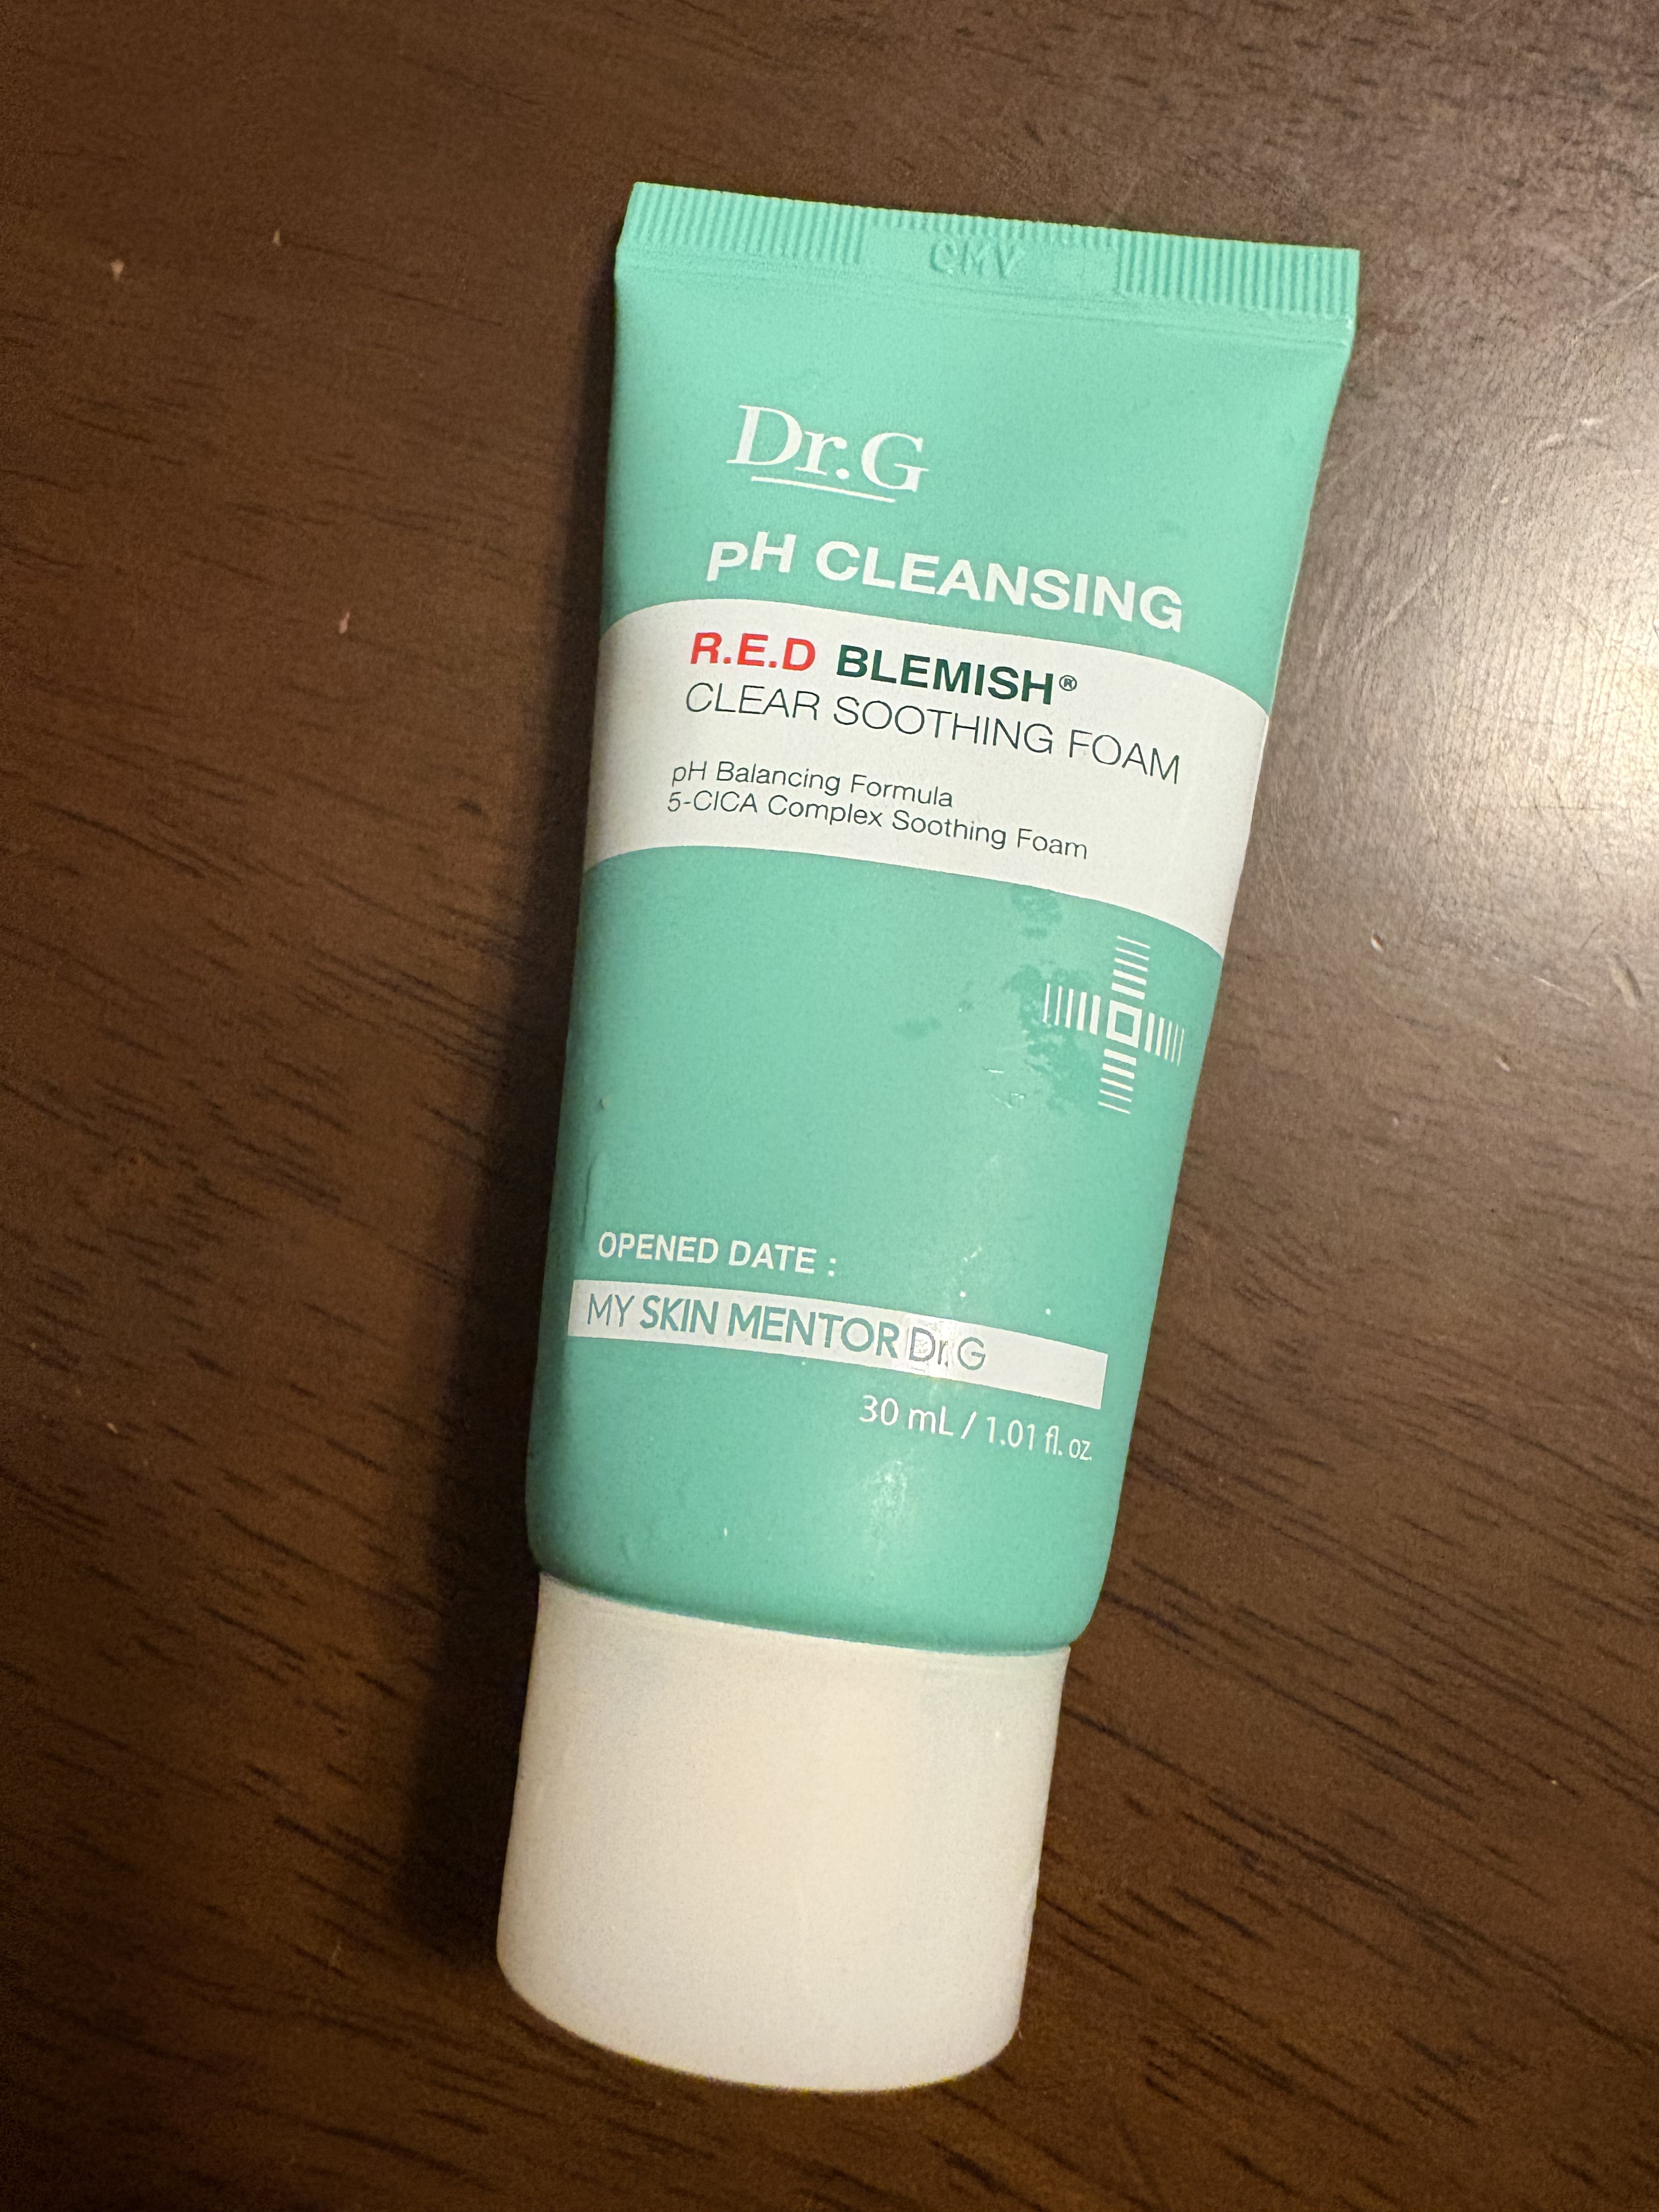 CMV
Dr.G
pH CLEANSING
R.E.D BLEMISH®
CLEAR SOOTHING FOAM
pH Balancing Formula
5-CICA Complex Soothing Foam
OPENED DATE :
MY SKIN MENTOR Dr.G
30 mL / 1.01 fl. oz.